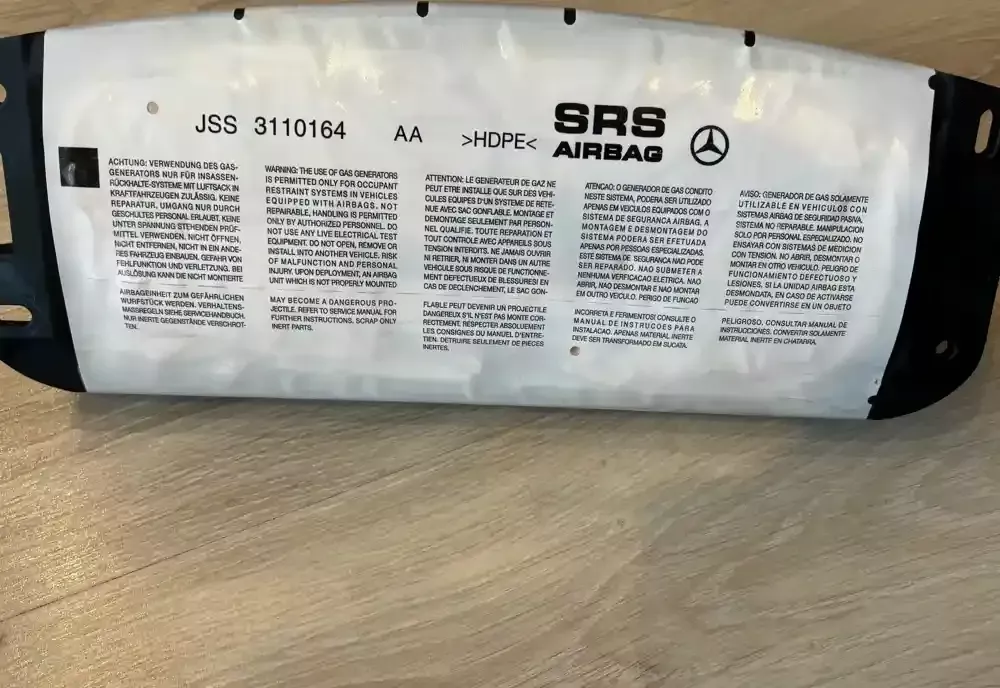 JSS 3110164 AA >HDPE< SRS
AIRBAG
ACHTUNG: VERWENDUNG DES GAS-
GENERATORS NUR FÜR INSASSEN-
RÜCKHALTE-SYSTEME MIT LUFTSACK IN
KRAFTFAHRZEUGEN ZULÄSSIG. KEINE
REPARATUR, UMGANG NUR DURCH
GESCHULTES PERSONAL ERLAUBT. KEINE
UNTER SPANNUNG STEHENDEN PRÜF-
MITTEL VERWENDEN, NICHT ÖFFNEN,
NICHT ENTFERNEN, NICHT IN EIN ANDE-
RES FAHRZEUG EINBAUEN. GEFAHR VON
FEHLFUNKTION UND VERLETZUNG. BEI
AUSLÖSUNG KANN DIE NICHT MONTIERTE
AIRBAGEINHEIT ZUM GEFÄHRLICHEN
WURFSTÜCK WERDEN. VERHALTENS-
MASSREGELN SIEHE SERVICEHANDBUCH.
NUR INERTE GEGENSTÄNDE VERSCHROT-
TEN.
WARNING: THE USE OF GAS GENERATORS
IS PERMITTED ONLY FOR OCCUPANT
RESTRAINT SYSTEMS IN VEHICLES
EQUIPPED WITH AIRBAGS. NOT
REPAIRABLE, HANDLING IS PERMITTED
ONLY BY AUTHORIZED PERSONNEL. DO
NOT USE ANY LIVE ELECTRICAL TEST
EQUIPMENT. DO NOT OPEN, REMOVE OR
INSTALL INTO ANOTHER VEHICLE. RISK
OF MALFUNCTION AND PERSONAL
INJURY. UPON DEPLOYMENT, AN AIRBAG
UNIT WHICH IS NOT PROPERLY MOUNTED
MAY BECOME A DANGEROUS PRO-
JECTILE. REFER TO SERVICE MANUAL FOR
FURTHER INSTRUCTIONS. SCRAP ONLY
INERT PARTS.
ATTENTION: LE GENERATEUR DE GAZ NE
PEUT ETRE INSTALLE QUE SUR DES VEHI-
CULES EQUIPES D'UN SYSTEME DE RETE-
NUE AVEC SAC GONFLABLE. MONTAGE ET
DEMONTAGE SEULEMENT PAR PERSON-
NEL QUALIFIE. TOUTE REPARATION ET
TOUT CONTROLE AVEC APPAREILS SOUS
TENSION INTERDITS. NE JAMAIS OUVRIR
NI RETRIER, NI MONTER DANS UN AUTRE
VEHICULE SOUS RISQUE DE FUNCTIONNE-
MENT DEFECTUEUX DE BLESSURES! EN
CAS DE DECLENCHEMENT, LE SAC GON-
FLABLE PEUT DEVENIR UN PROJECTILE
DANGEREUX S'IL N'EST PAS MONTE COR-
RECTEMENT. RESPECTER ABSOLUEMENT
LES CONSIGNES DU MANUEL D'ENTRE-
TIEN. DETRUIRE SEULEMENT DE PIECES
INERTES.
ATENCAO: O GENERADOR DE GAS CONDITO
NESTE SISTEMA, PODERA SER UTILIZADO
APENAS EM VEICULOS EQUIPADOS COM O
SISTEMA DE SEGURANCA AIRBAG. A
MONTAGEM E DESMONTAGEM DO
SISTEMA PODERA SER EFETUADA
APENAS POR PESSOAS ESPECIALIZADAS.
ESTE SISTEMA DE SEGURANCA NAO PODE
SER REPARADO. NAO SUBMETER A
NENHUMA VERIFICACAO ELETRICA. NAO
ABRIR, NAO DESMONTAR E NAO MONTAR
EM OUTRO VEICULO. PERIGO DE FUNCAO
INCORRETA E FERIMENTOS! CONSULTE O
MANUAL DE INSTRUCOES PARA
INSTALACAO. APENAS MATERIAL INERTE
DEVE SER TRANSFORMADO EM SUCATA.
AVISO: GENERADOR DE GAS SOLAMENTE
UTILIZABLE EN VEHICULOS CON
SISTEMAS AIRBAG DE SEGURIDAD PASIVA.
SISTEMA NO REPARABLE. MANIPULACION
SOLO POR PERSONAL ESPECIALIZADO. NO
ENSAYAR CON SISTEMAS DE MEDICION
CON TENSION. NO ABRIR, DESMONTAR O
MONTAR EN OTRO VEHICULO. PELIGRO DE
FUNCIONAMIENTO DEFECTUOSO Y
LESIONES, SI LA UNIDAD AIRBAG ESTA
DESMONDATA, EN CASO DE ACTIVARSE
PUEDE CONVERTIRSE EN UN OBJETO
PELIGROSO. CONSULTAR MANUAL DE
INSTRUCCIONES. CONVERTIR SOLAMENTE
MATERIAL INERTE EN CHATARRA.